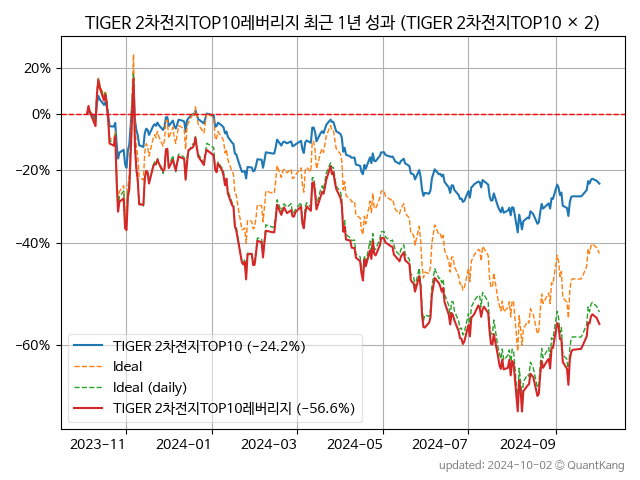 TIGER 2차전지TOP10레버리지 최근 1년 성과 (TIGER 2차전지TOP10 × 2)
20%
0%
−20%
−40%
−60%
TIGER 2차전지TOP10 (−24.2%)
Ideal
Ideal (daily)
TIGER 2차전지TOP10레버리지 (−56.6%)
2023-11
2024-01
2024-03
2024-05
2024-07
2024-09
updated: 2024-10-02 © QuantKang